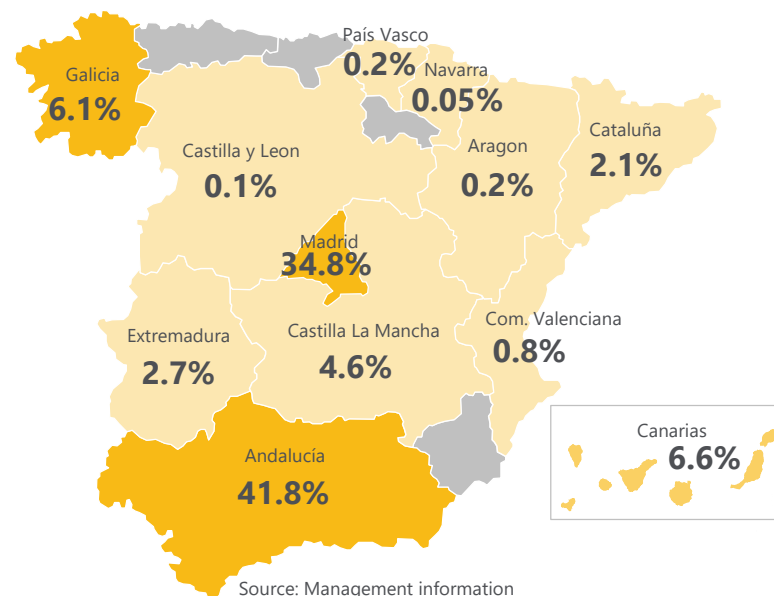 País Vasco
0.2%
Galicia
6.1%
Navarra
0.05%
Castilla y Leon
0.1%
Aragon
0.2%
Cataluña
2.1%
Madrid
34.8%
Extremadura
2.7%
Castilla La Mancha
4.6%
Com. Valenciana
0.8%
Andalucía
41.8%
Canarias
6.6%
Source: Management information